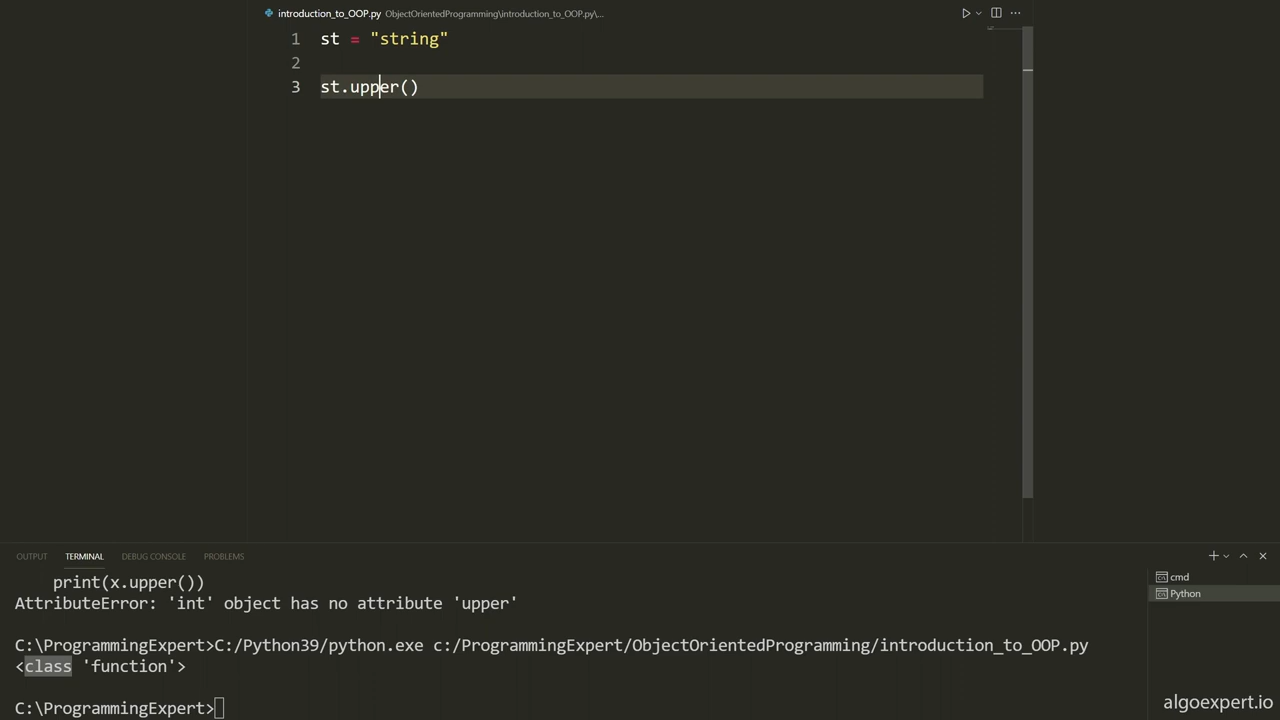 introduction_to_OOP.py ObjectOrientedProgramming\introduction_to_OOP.py\...
1 st = "string"
2
3 st.upper()
OUTPUT TERMINAL DEBUG CONSOLE PROBLEMS
print(x.upper())
AttributeError: 'int' object has no attribute 'upper'
C:\ProgrammingExpert>C:/Python39/python.exe c:/ProgrammingExpert/ObjectOrientedProgramming/introduction_to_OOP.py
<class 'function'>
C:\ProgrammingExpert>
cmd
Python
algoexpert.io